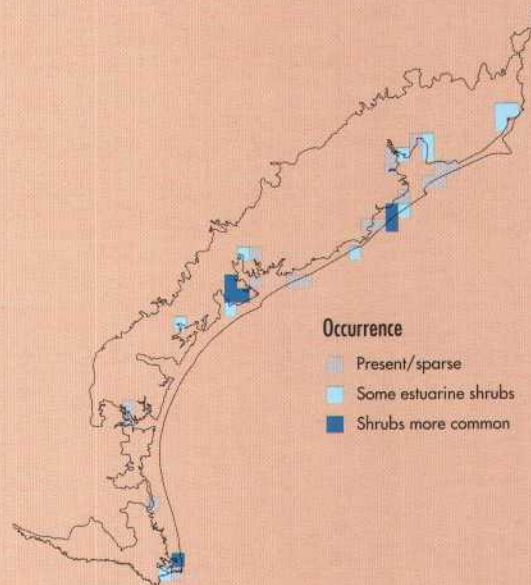 Occurrence
Present/sparse
Some estuarine shrubs
Shrubs more common